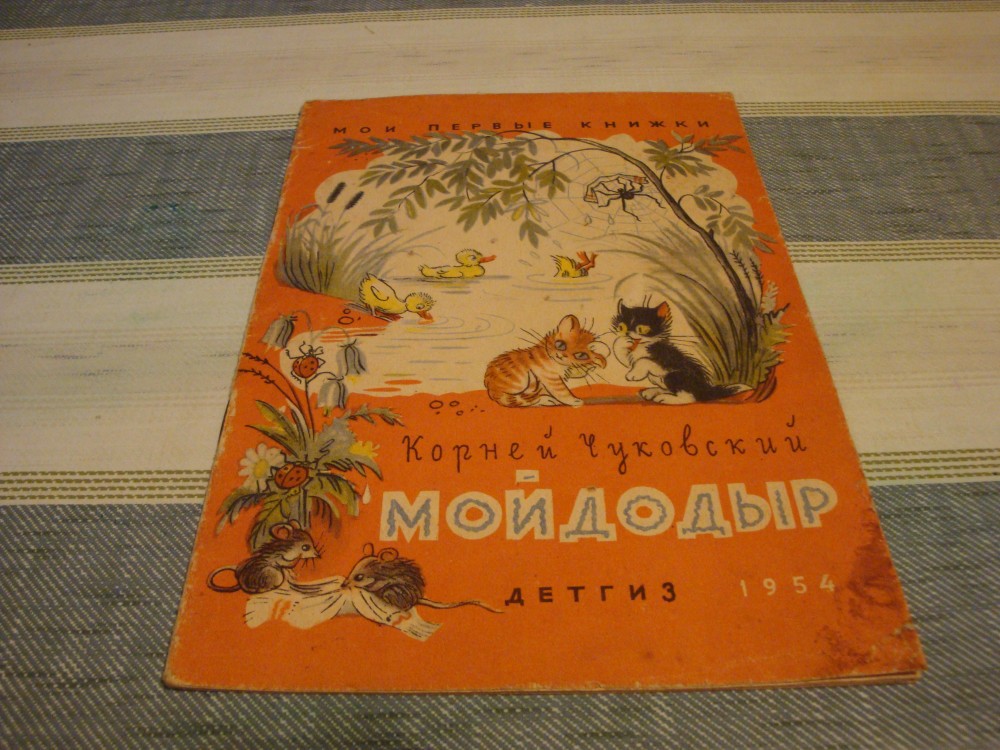 МОИ ПЕРВЫЕ КНИЖКИ
Корней Чуковский
МОЙДОДЫР
ДЕТГИЗ 1954